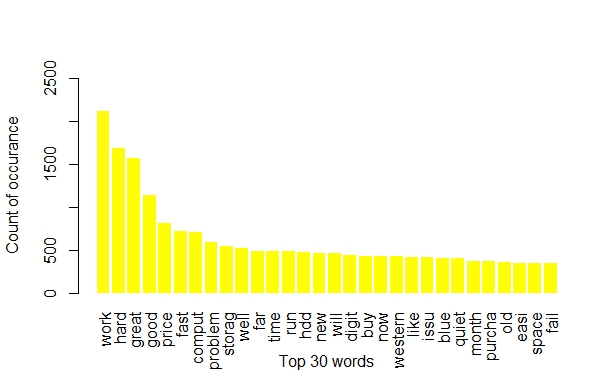 Count of occurance
2500
1500
500
0
work
hard
great
good
price
fast
comput
problem
storag
well
far
time
run
hdd
new
will
digit
buy
now
western
like
issu
blue
quiet
month
purcha
old
easi
space
fail
Top 30 words